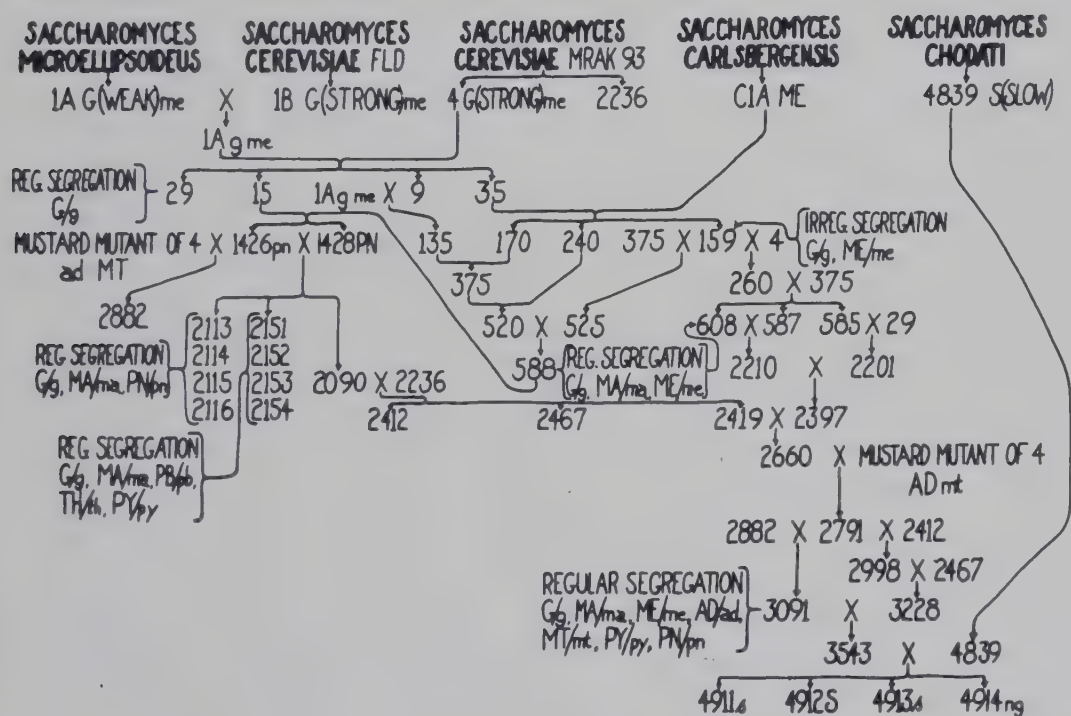 SACCHAROMYCES MICROELLIPSOIDEUS
SACCHAROMYCES CEREVISIAE FLD
SACCHAROMYCES CEREVISIAE MRAK 93
SACCHAROMYCES CARLSBERGENSIS
SACCHAROMYCES CHODATI
1A G(WEAK)me X 1B G(STRONG)me 4 G(STRONG)me 2236 C1A ME 4839 S(SLOW)
1A g me
REG. SEGREGATION
G/g
29 15 1A g me X 9 35
MUSTARD MUTANT OF 4 X 1426pn X 1428PN 135 170 240 375 X 159 X 4
ad MT
IRREG. SEGREGATION
G/g, ME/me
375 260 X 375
2882 520 X 525 608 X 587 585 X 29
REG. SEGREGATION
G/g, MA/ma, PN/pn
2113 2151
2114 2152
2115 2153
2116 2154
2090 X 2236
588
REG. SEGREGATION
G/g, MA/ma, ME/me
2210 X 2201
2412 2467 2419 X 2397
REG SEGREGATION
G/g, MA/ma, PB/pb,
TH/th, PY/py
2660 X MUSTARD MUTANT OF 4
AD mt
2882 X 2791 X 2412
2998 X 2467
REGULAR SEGREGATION
G/g, MA/ma, ME/me, AD/ad,
MT/mt, PY/py, PN/pn
3091 X 3228
3543 X 4839
4911s 4912S 4913s 4914ng